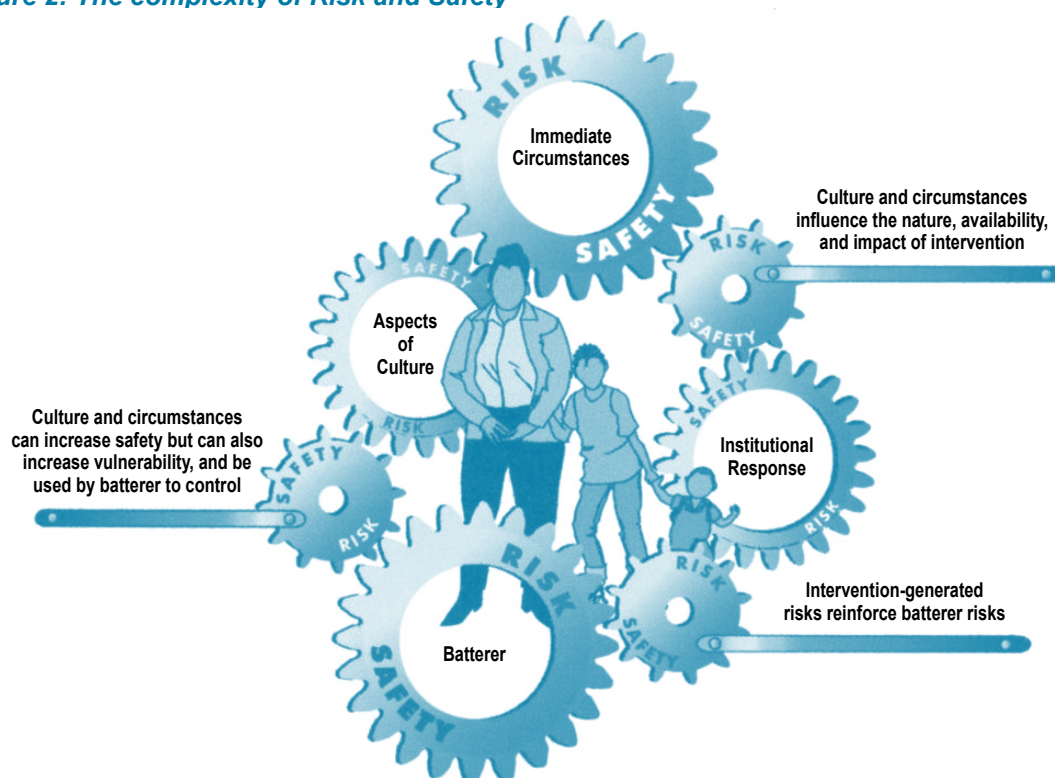 2. The complexity of Risk and Safety
RISK
Immediate
Circumstances
SAFETY
Culture and circumstances
influence the nature, availability,
and impact of intervention
RISK
SAFETY
SAFETY
Aspects
of
Culture
RISK
SAFETY
Institutional
Response
RISK
Culture and circumstances
can increase safety but can also
increase vulnerability, and be
used by batterer to control
SAFETY
RISK
RISK
Batterer
SAFETY
RISK
SAFETY
Intervention-generated
risks reinforce batterer risks